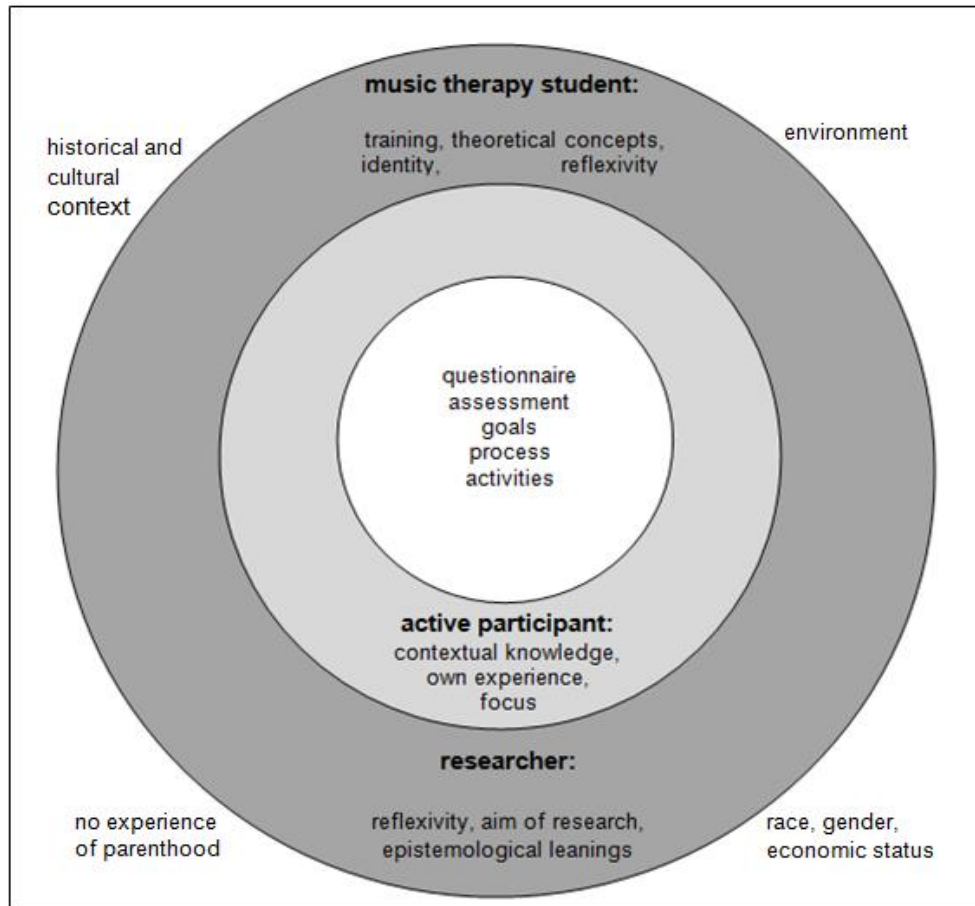 music therapy student:
training, theoretical concepts,
identity, reflexivity
historical and
cultural
context
environment
questionnaire
assessment
goals
process
activities
active participant:
contextual knowledge,
own experience,
focus
researcher:
reflexivity, aim of research,
epistemological leanings
no experience
of parenthood
race, gender,
economic status